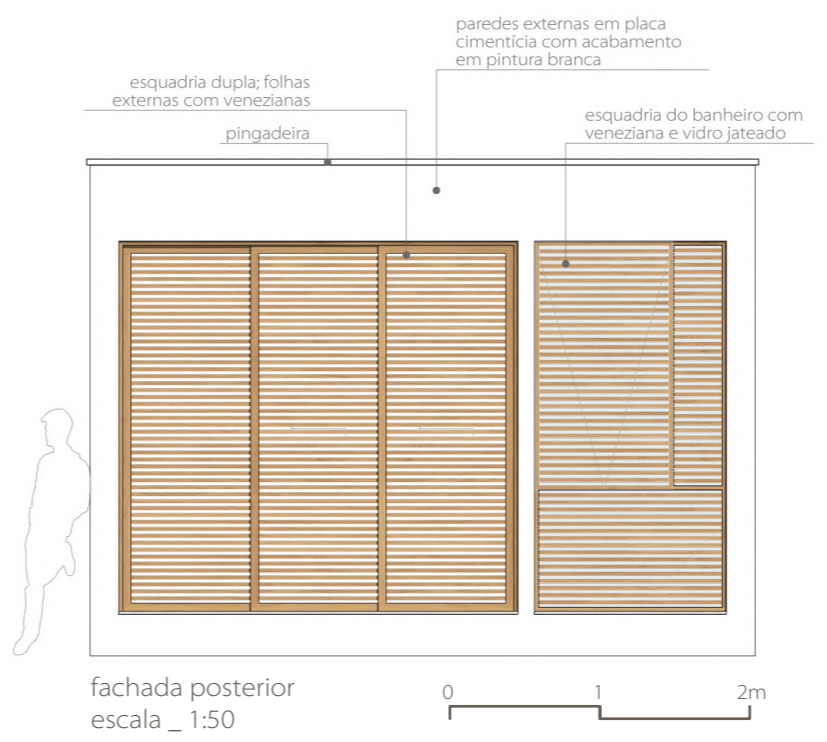 paredes externas em placa
cimentícia com acabamento
em pintura branca
esquadria dupla; folhas
externas com venezianas
esquadria do banheiro com
veneziana e vidro jateado
pingadeira
fachada posterior
escala _ 1:50
0 1 2m